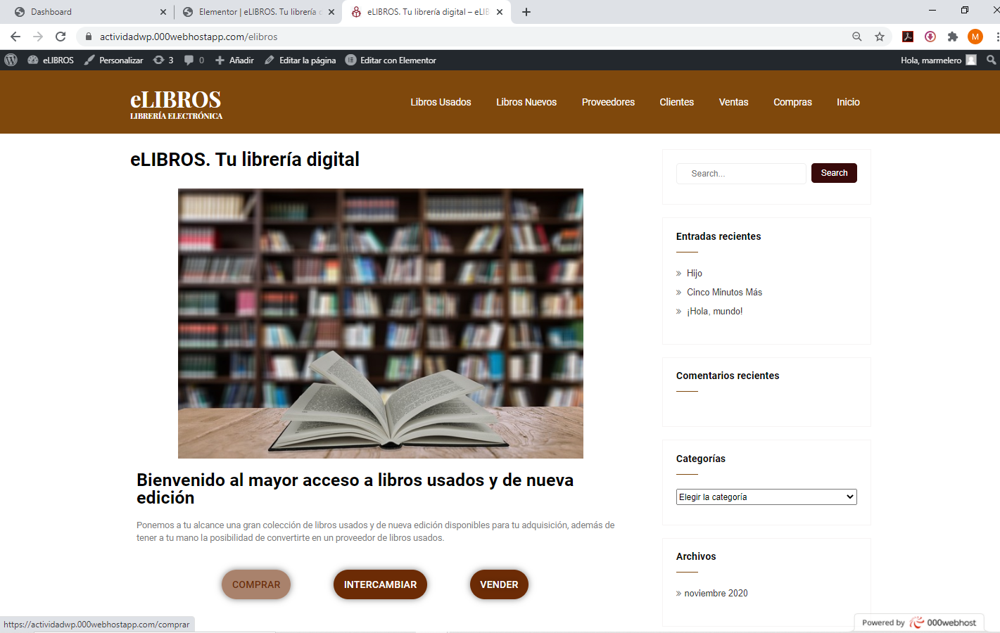 Dashboard
Elementor | eLIBROS. Tu librería
eLIBROS. Tu librería digital – eLIB
actividadwp.000webhostapp.com/elibros
M
eLIBROS Personalizar 3 0 Añadir Editar la página Editar con Elementor Hola, marmelero
eLIBROS
LIBRERÍA ELECTRÓNICA
Libros Usados Libros Nuevos Proveedores Clientes Ventas Compras Inicio
eLIBROS. Tu librería digital
Bienvenido al mayor acceso a libros usados y de nueva
edición
Ponemos a tu alcance una gran colección de libros usados y de nueva edición disponibles para tu adquisición, además de
tener a tu mano la posibilidad de convertirte en un proveedor de libros usados.
COMPRAR INTERCAMBIAR VENDER
Search... Search
Entradas recientes
» Hijo
» Cinco Minutos Más
» ¡Hola, mundo!
Comentarios recientes
Categorías
Elegir la categoría
Archivos
» noviembre 2020
https://actividadwp.000webhostapp.com/comprar
Powered by 000webhost